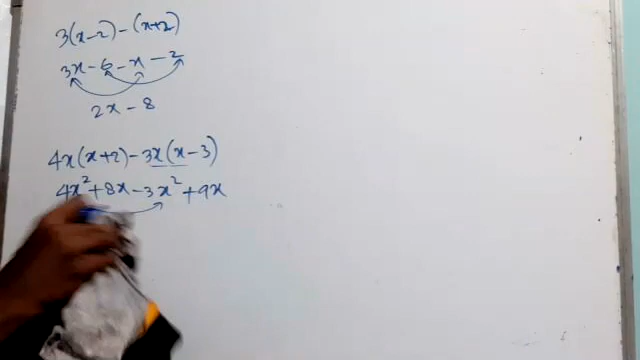 3(x-2) - (x+2)
3x - 6 - x - 2
2x - 8
4x(x+2) - 3x(x-3)
4x² + 8x - 3x² + 9x